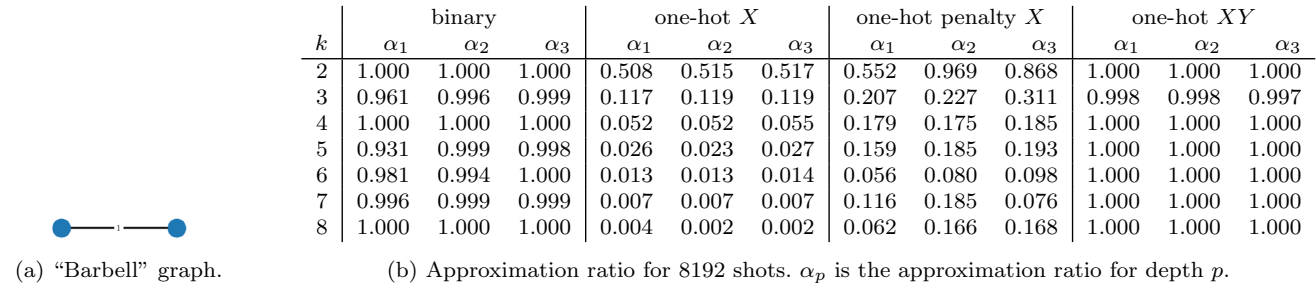 binary one-hot X one-hot penalty X one-hot XY
k α1 α2 α3 α1 α2 α3 α1 α2 α3 α1 α2 α3
2 1.000 1.000 1.000 0.508 0.515 0.517 0.552 0.969 0.868 1.000 1.000 1.000
3 0.961 0.996 0.999 0.117 0.119 0.119 0.207 0.227 0.311 0.998 0.998 0.997
4 1.000 1.000 1.000 0.052 0.052 0.055 0.179 0.175 0.185 1.000 1.000 1.000
5 0.931 0.999 0.998 0.026 0.023 0.027 0.159 0.185 0.193 1.000 1.000 1.000
6 0.981 0.994 1.000 0.013 0.013 0.014 0.056 0.080 0.098 1.000 1.000 1.000
7 0.996 0.999 0.999 0.007 0.007 0.007 0.116 0.185 0.076 1.000 1.000 1.000
8 1.000 1.000 1.000 0.004 0.002 0.002 0.062 0.166 0.168 1.000 1.000 1.000
1
(a) “Barbell” graph.
(b) Approximation ratio for 8192 shots. αp is the approximation ratio for depth p.